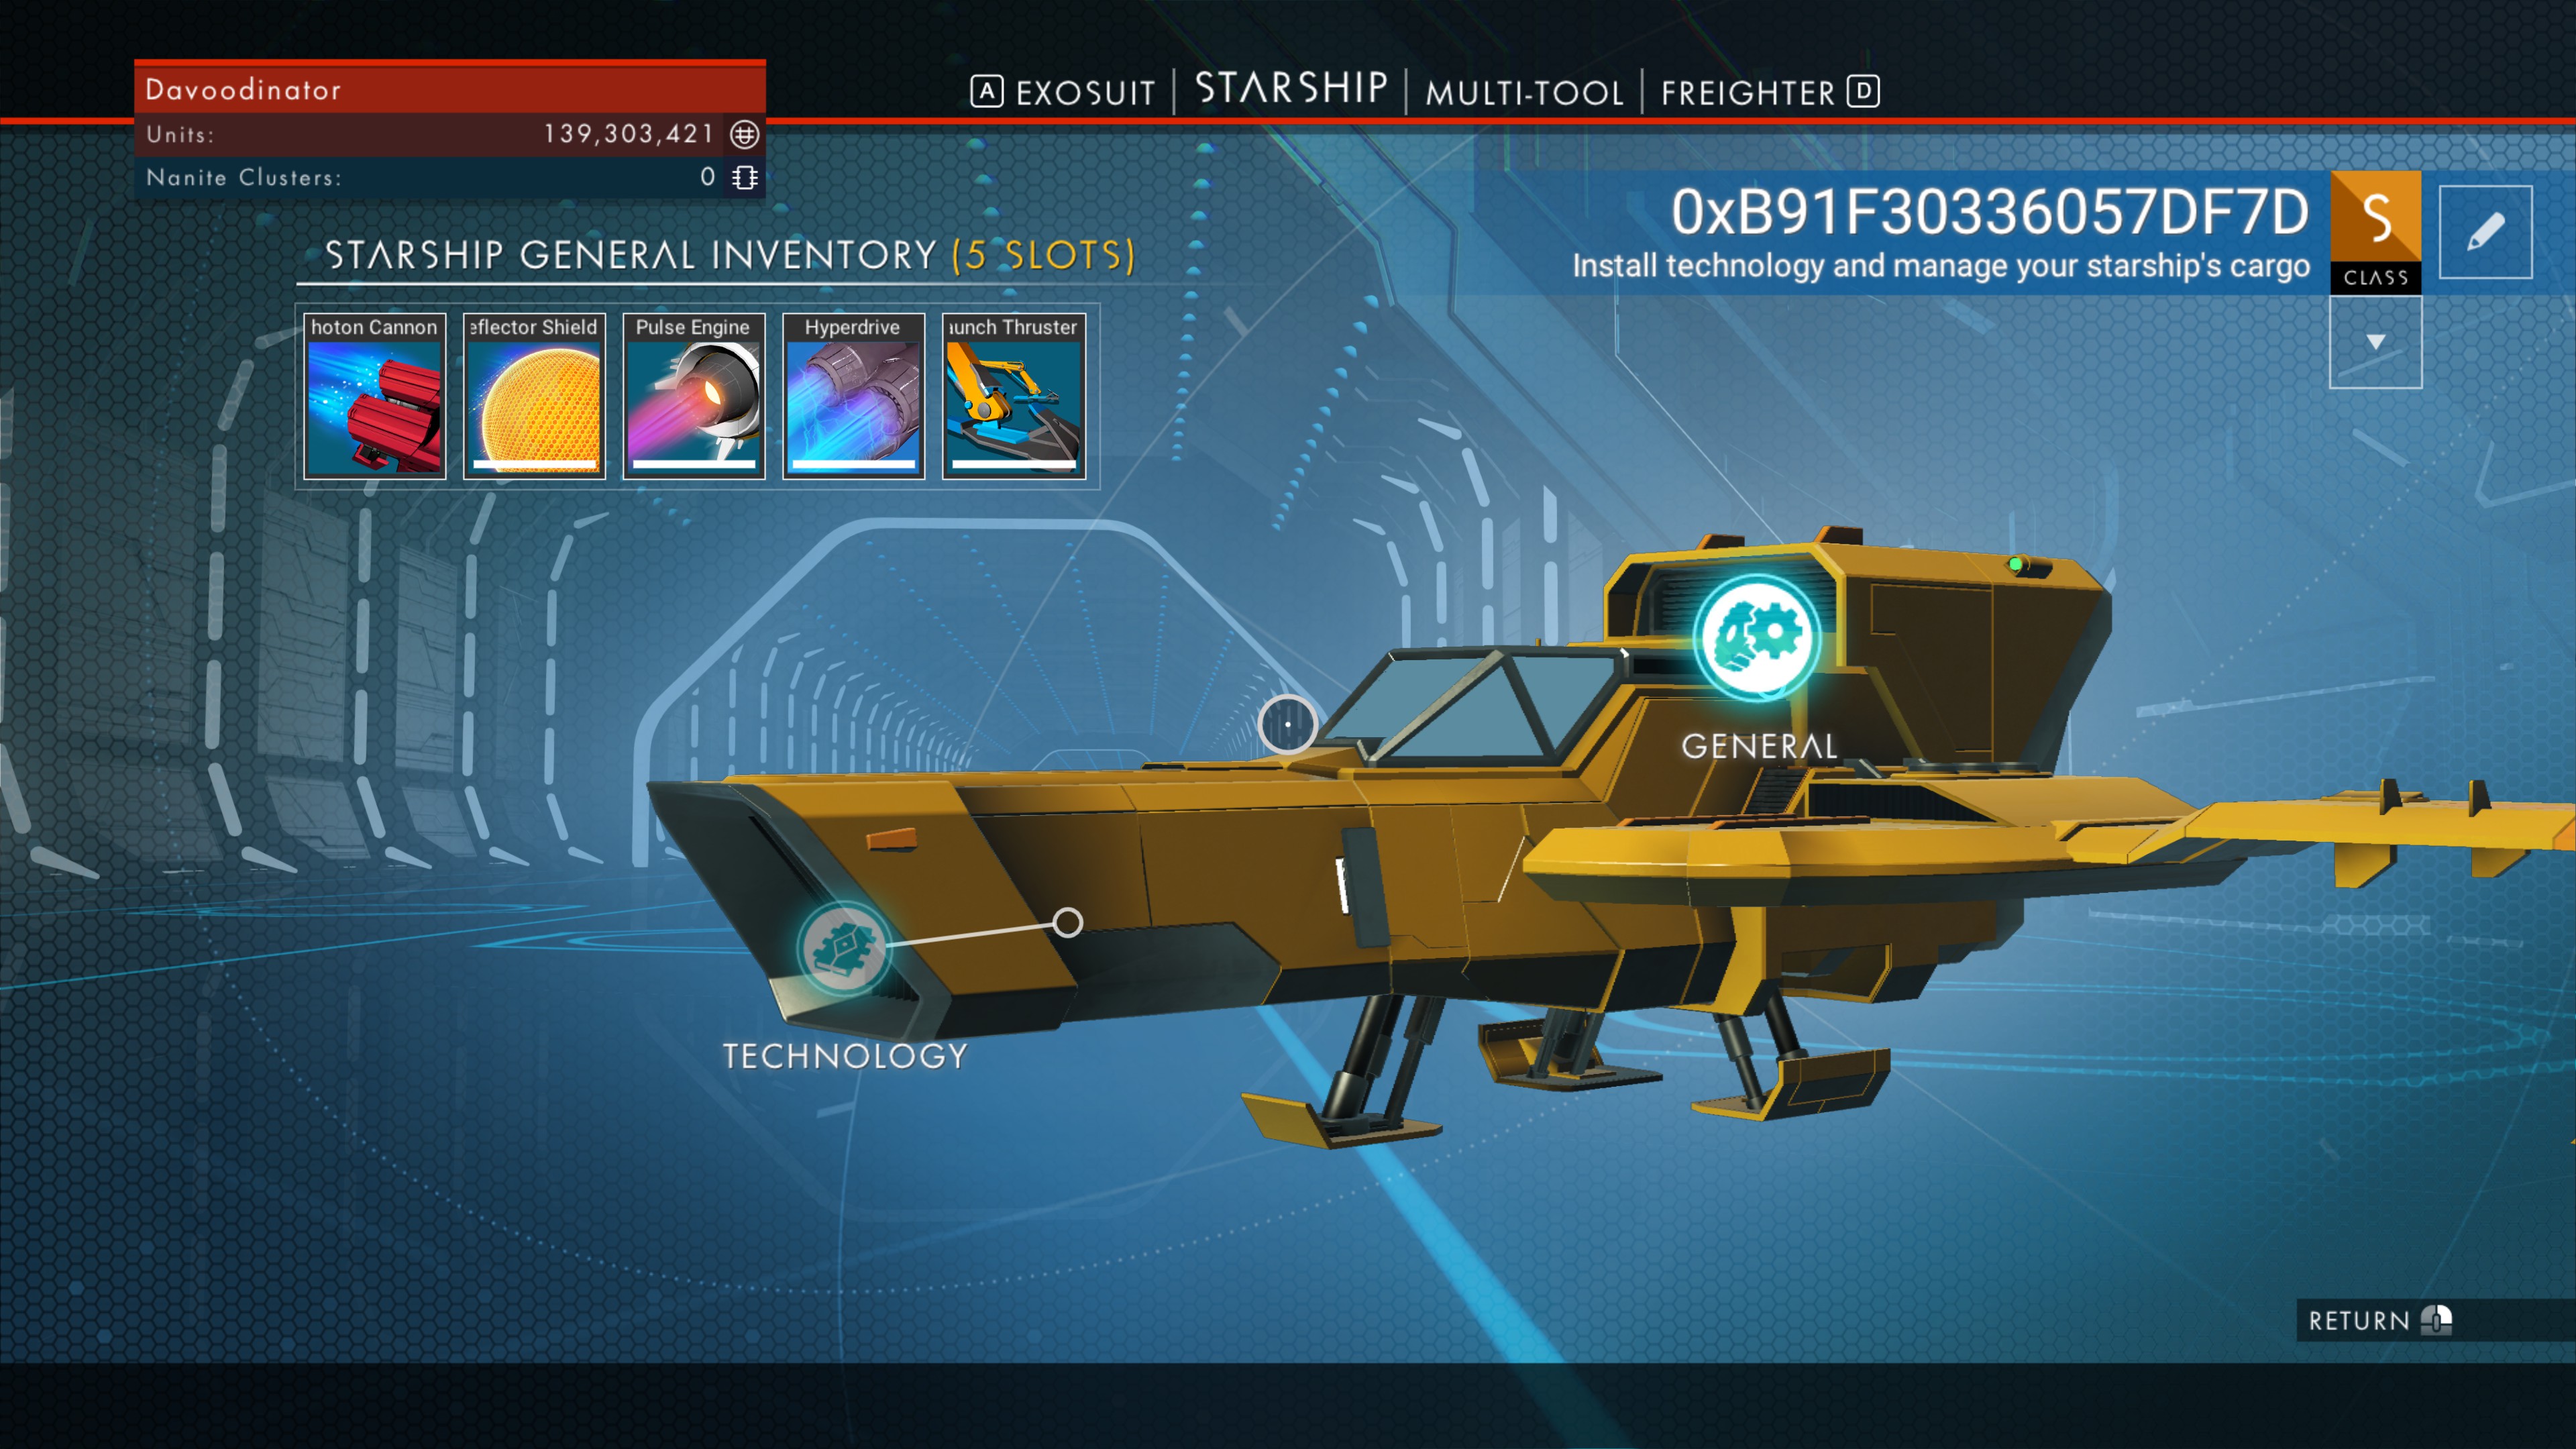 Davoodinator
Units: 139,303,421
Nanite Clusters: 0
A EXOSUIT STARSHIP MULTI-TOOL FREIGHTER D
0xB91F30336057DF7D
Install technology and manage your starship's cargo
S
CLASS
STARSHIP GENERAL INVENTORY (5 SLOTS)
hoton Cannon eflector Shield Pulse Engine Hyperdrive aunch Thruster
GENERAL
TECHNOLOGY
RETURN